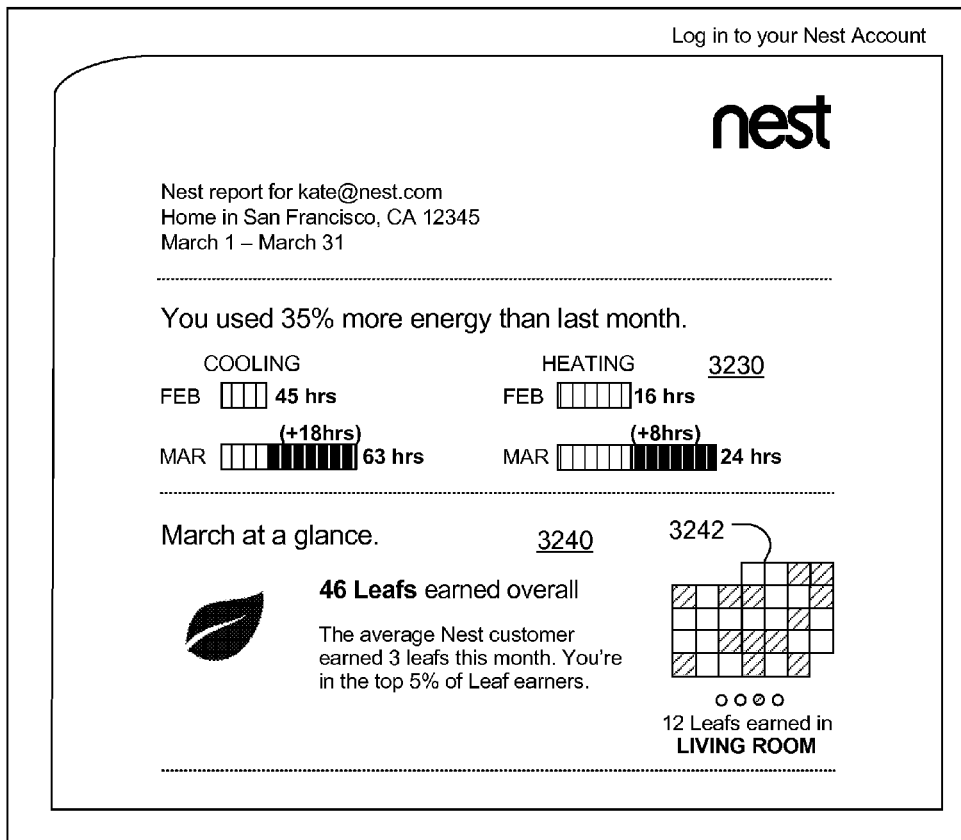 Log in to your Nest Account
nest
Nest report for kate@nest.com
Home in San Francisco, CA 12345
March 1 – March 31
You used 35% more energy than last month.
COOLING HEATING 3230
FEB 45 hrs FEB 16 hrs
(+18hrs) (+8hrs)
MAR 63 hrs MAR 24 hrs
March at a glance. 3240 3242
46 Leafs earned overall
The average Nest customer
earned 3 leafs this month. You're
in the top 5% of Leaf earners.
12 Leafs earned in
LIVING ROOM